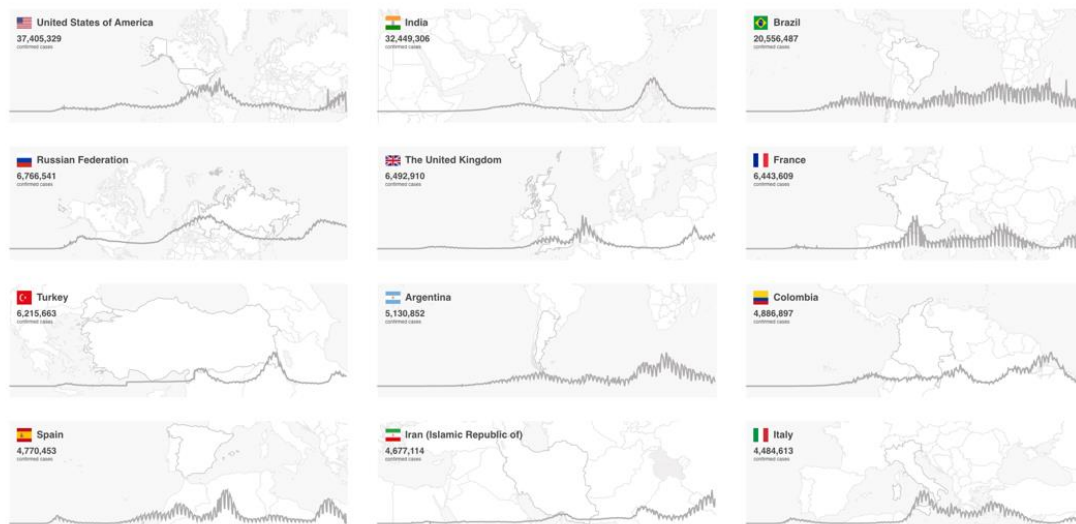 United States of America
37,405,329
confirmed cases
India
32,449,306
confirmed cases
Brazil
20,556,487
confirmed cases
Russian Federation
6,766,541
confirmed cases
The United Kingdom
6,492,910
confirmed cases
France
6,443,609
confirmed cases
Turkey
6,215,663
confirmed cases
Argentina
5,130,852
confirmed cases
Colombia
4,886,897
confirmed cases
Spain
4,770,453
confirmed cases
Iran (Islamic Republic of)
4,677,114
confirmed cases
Italy
4,484,613
confirmed cases